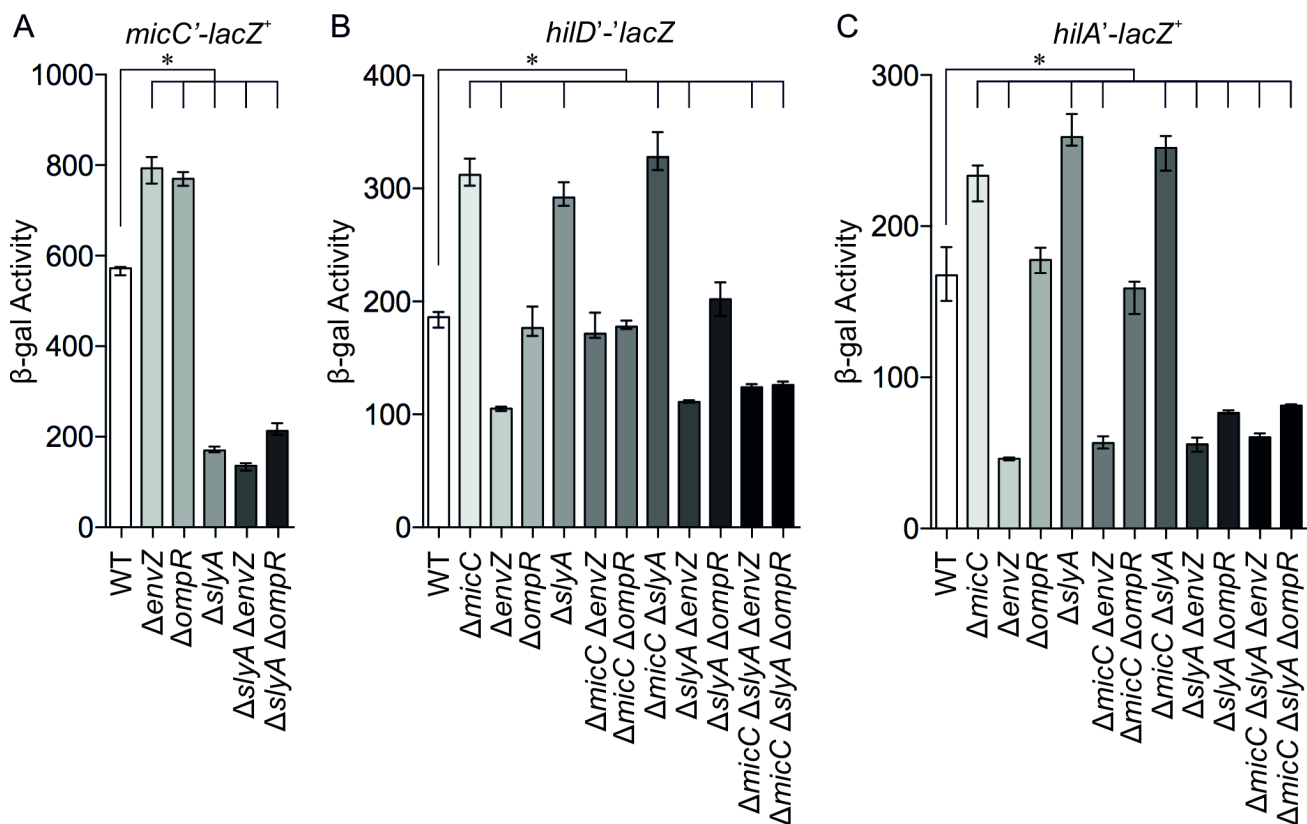 A
micC’-lacZ⁺
*
β-gal Activity
1000
800
600
400
200
0
WT
ΔenvZ
ΔompR
ΔslyA
ΔslyA ΔenvZ
ΔslyA ΔompR
B
hilD’-’lacZ
*
β-gal Activity
400
300
200
100
0
WT
ΔmicC
ΔenvZ
ΔompR
ΔslyA
ΔmicC ΔenvZ
ΔmicC ΔompR
ΔmicC ΔslyA
ΔslyA ΔenvZ
ΔslyA ΔompR
ΔmicC ΔslyA ΔenvZ
ΔmicC ΔslyA ΔompR
C
hilA’-lacZ⁺
*
β-gal Activity
300
200
100
0
WT
ΔmicC
ΔenvZ
ΔompR
ΔslyA
ΔmicC ΔenvZ
ΔmicC ΔompR
ΔmicC ΔslyA
ΔslyA ΔenvZ
ΔslyA ΔompR
ΔmicC ΔslyA ΔenvZ
ΔmicC ΔslyA ΔompR